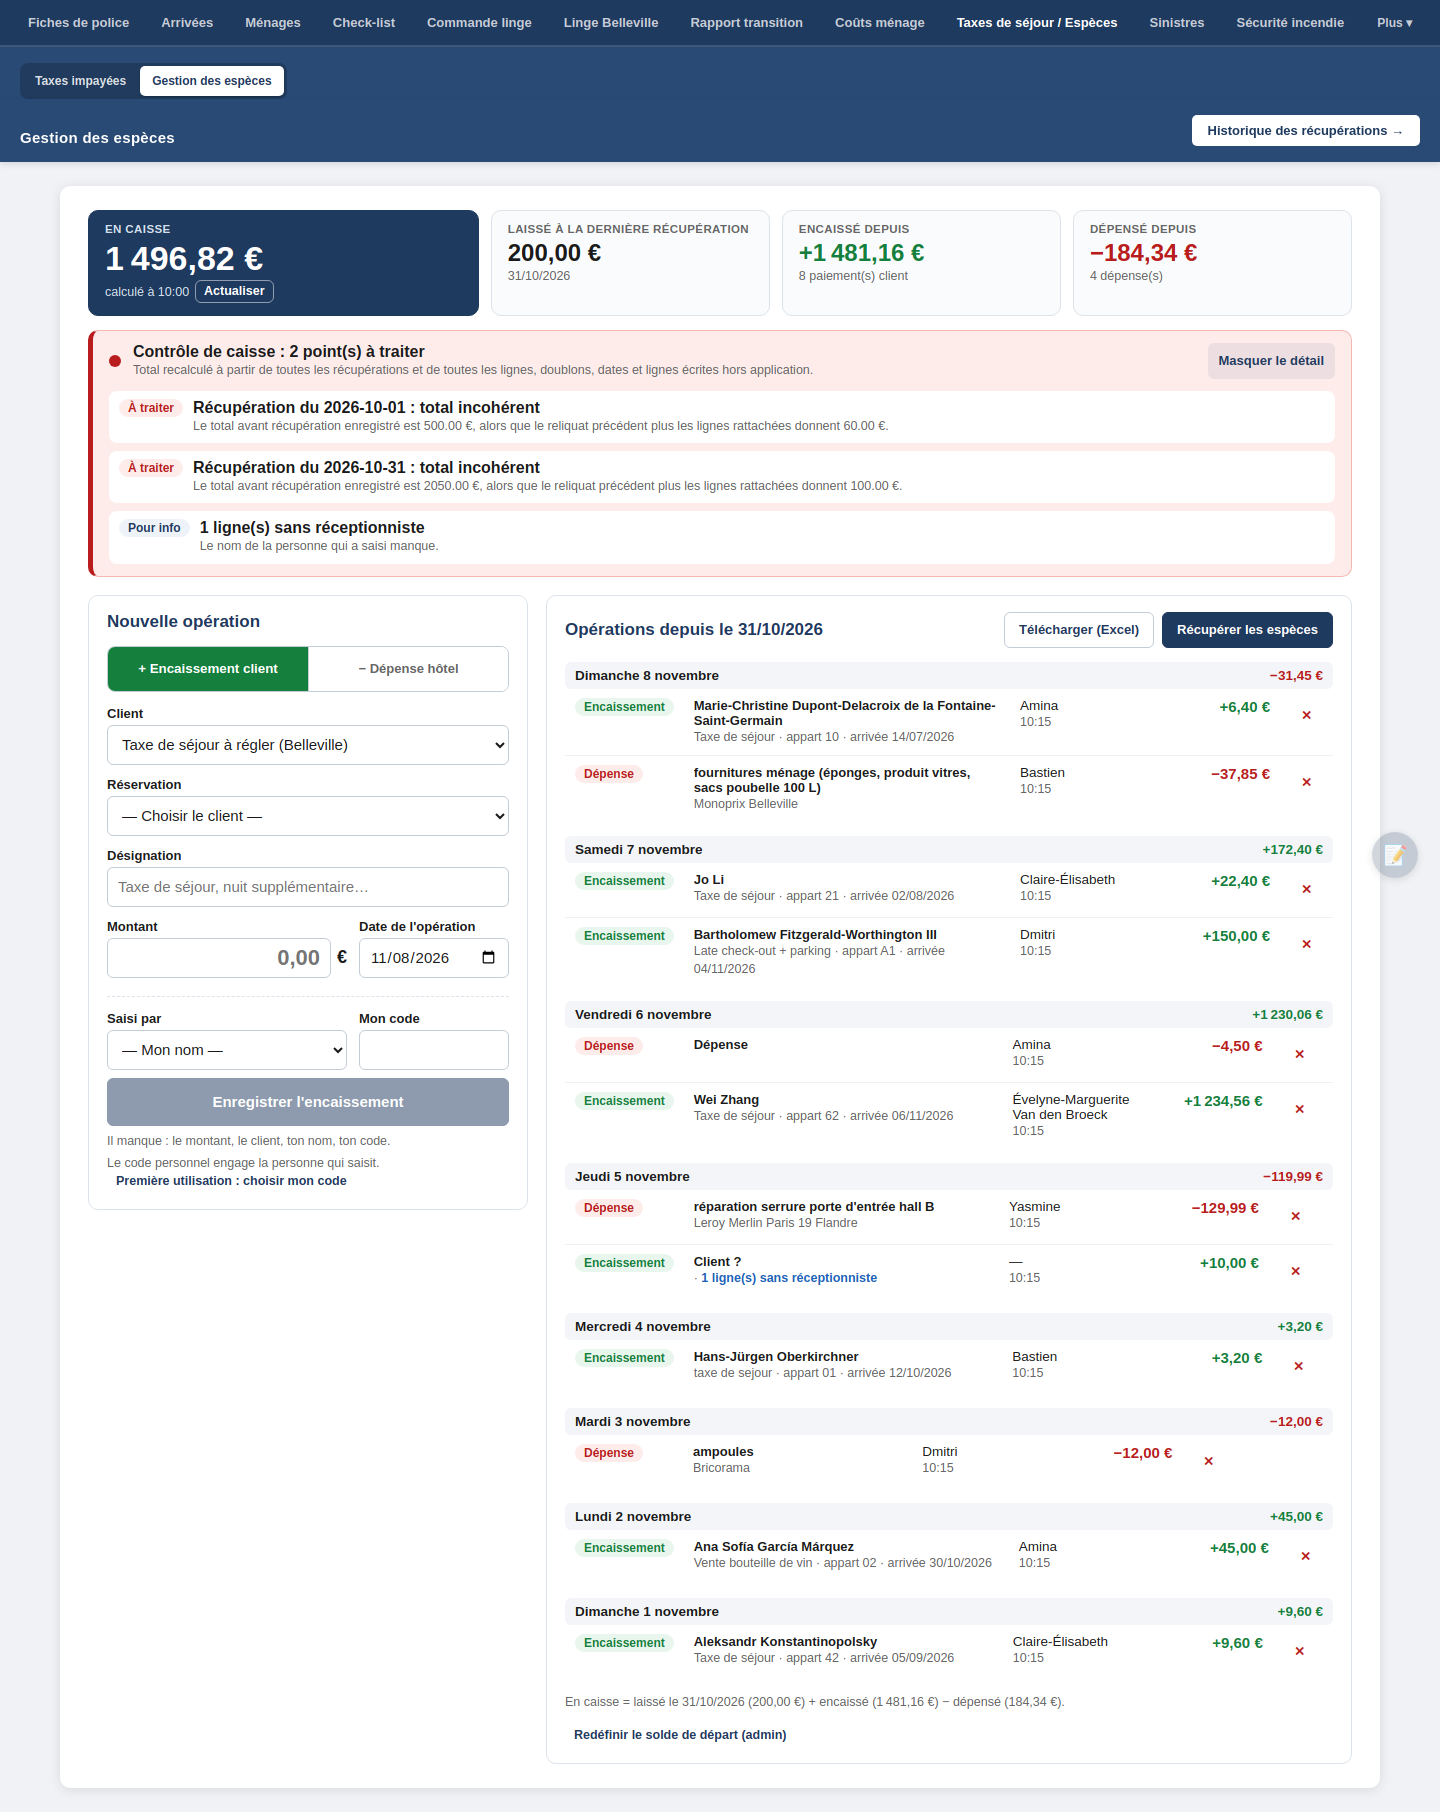 Fiches de police Arrivées Ménages Check-list Commande linge Linge Belleville Rapport transition Coûts ménage Taxes de séjour / Espèces Sinistres Sécurité incendie Plus ▾
Taxes impayées Gestion des espèces
Gestion des espèces
Historique des récupérations →
EN CAISSE
1 496,82 €
calculé à 10:00 Actualiser
LAISSÉ À LA DERNIÈRE RÉCUPÉRATION
200,00 €
31/10/2026
ENCAISSÉ DEPUIS
+1 481,16 €
8 paiement(s) client
DÉPENSÉ DEPUIS
−184,34 €
4 dépense(s)
Contrôle de caisse : 2 point(s) à traiter
Total recalculé à partir de toutes les récupérations et de toutes les lignes, doublons, dates et lignes écrites hors application.
Masquer le détail
À traiter Récupération du 2026-10-01 : total incohérent
Le total avant récupération enregistré est 500.00 €, alors que le reliquat précédent plus les lignes rattachées donnent 60.00 €.
À traiter Récupération du 2026-10-31 : total incohérent
Le total avant récupération enregistré est 2050.00 €, alors que le reliquat précédent plus les lignes rattachées donnent 100.00 €.
Pour info 1 ligne(s) sans réceptionniste
Le nom de la personne qui a saisi manque.
Nouvelle opération
+ Encaissement client − Dépense hôtel
Client
Taxe de séjour à régler (Belleville)
Réservation
— Choisir le client —
Désignation
Taxe de séjour, nuit supplémentaire…
Montant Date de l'opération
0,00 € 11/08/2026
Saisi par Mon code
— Mon nom —
Enregistrer l'encaissement
Il manque : le montant, le client, ton nom, ton code.
Le code personnel engage la personne qui saisit.
Première utilisation : choisir mon code
Opérations depuis le 31/10/2026
Télécharger (Excel) Récupérer les espèces
Dimanche 8 novembre −31,45 €
Encaissement Marie-Christine Dupont-Delacroix de la Fontaine- Amina +6,40 € ✕
Saint-Germain 10:15
Taxe de séjour · appart 10 · arrivée 14/07/2026
Dépense fournitures ménage (éponges, produit vitres, Bastien −37,85 € ✕
sacs poubelle 100 L) 10:15
Monoprix Belleville
Samedi 7 novembre +172,40 €
Encaissement Jo Li Claire-Élisabeth +22,40 € ✕
Taxe de séjour · appart 21 · arrivée 02/08/2026 10:15
Encaissement Bartholomew Fitzgerald-Worthington III Dmitri +150,00 € ✕
Late check-out + parking · appart A1 · arrivée 10:15
04/11/2026
Vendredi 6 novembre +1 230,06 €
Dépense Dépense Amina −4,50 € ✕
10:15
Encaissement Wei Zhang Évelyne-Marguerite +1 234,56 € ✕
Taxe de séjour · appart 62 · arrivée 06/11/2026 Van den Broeck
10:15
Jeudi 5 novembre −119,99 €
Dépense réparation serrure porte d'entrée hall B Yasmine −129,99 € ✕
Leroy Merlin Paris 19 Flandre 10:15
Encaissement Client ? — +10,00 € ✕
· 1 ligne(s) sans réceptionniste 10:15
Mercredi 4 novembre +3,20 €
Encaissement Hans-Jürgen Oberkirchner Bastien +3,20 € ✕
taxe de sejour · appart 01 · arrivée 12/10/2026 10:15
Mardi 3 novembre −12,00 €
Dépense ampoules Dmitri −12,00 € ✕
Bricorama 10:15
Lundi 2 novembre +45,00 €
Encaissement Ana Sofía García Márquez Amina +45,00 € ✕
Vente bouteille de vin · appart 02 · arrivée 30/10/2026 10:15
Dimanche 1 novembre +9,60 €
Encaissement Aleksandr Konstantinopolsky Claire-Élisabeth +9,60 € ✕
Taxe de séjour · appart 42 · arrivée 05/09/2026 10:15
En caisse = laissé le 31/10/2026 (200,00 €) + encaissé (1 481,16 €) − dépensé (184,34 €).
Redéfinir le solde de départ (admin)